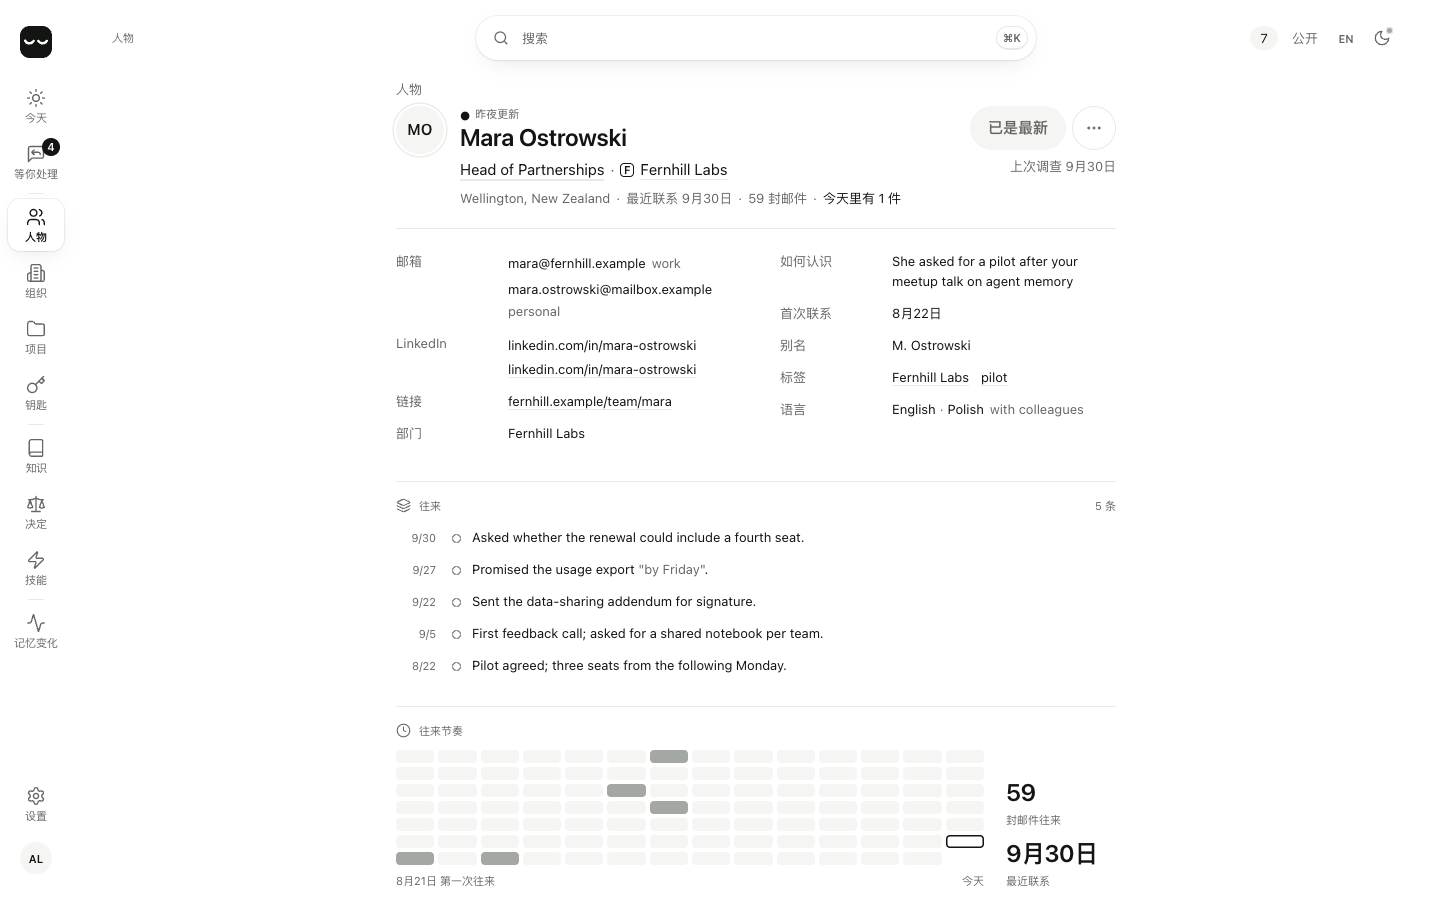 人物
搜索
⌘K
7
公开
EN
今天
4
等你处理
人物
组织
项目
钥匙
知识
决定
技能
记忆变化
设置
AL
人物
MO
昨夜更新
Mara Ostrowski
Head of Partnerships · F Fernhill Labs
Wellington, New Zealand · 最近联系 9月30日 · 59 封邮件 · 今天里有 1 件
已是最新
上次调查 9月30日
邮箱
mara@fernhill.example work
mara.ostrowski@mailbox.example
personal
LinkedIn
linkedin.com/in/mara-ostrowski
linkedin.com/in/mara-ostrowski
链接
fernhill.example/team/mara
部门
Fernhill Labs
如何认识
She asked for a pilot after your
meetup talk on agent memory
首次联系
8月22日
别名
M. Ostrowski
标签
Fernhill Labs pilot
语言
English · Polish with colleagues
往来
5 条
9/30 Asked whether the renewal could include a fourth seat.
9/27 Promised the usage export "by Friday".
9/22 Sent the data-sharing addendum for signature.
9/5 First feedback call; asked for a shared notebook per team.
8/22 Pilot agreed; three seats from the following Monday.
往来节奏
59
封邮件往来
9月30日
最近联系
8月21日 第一次往来
今天